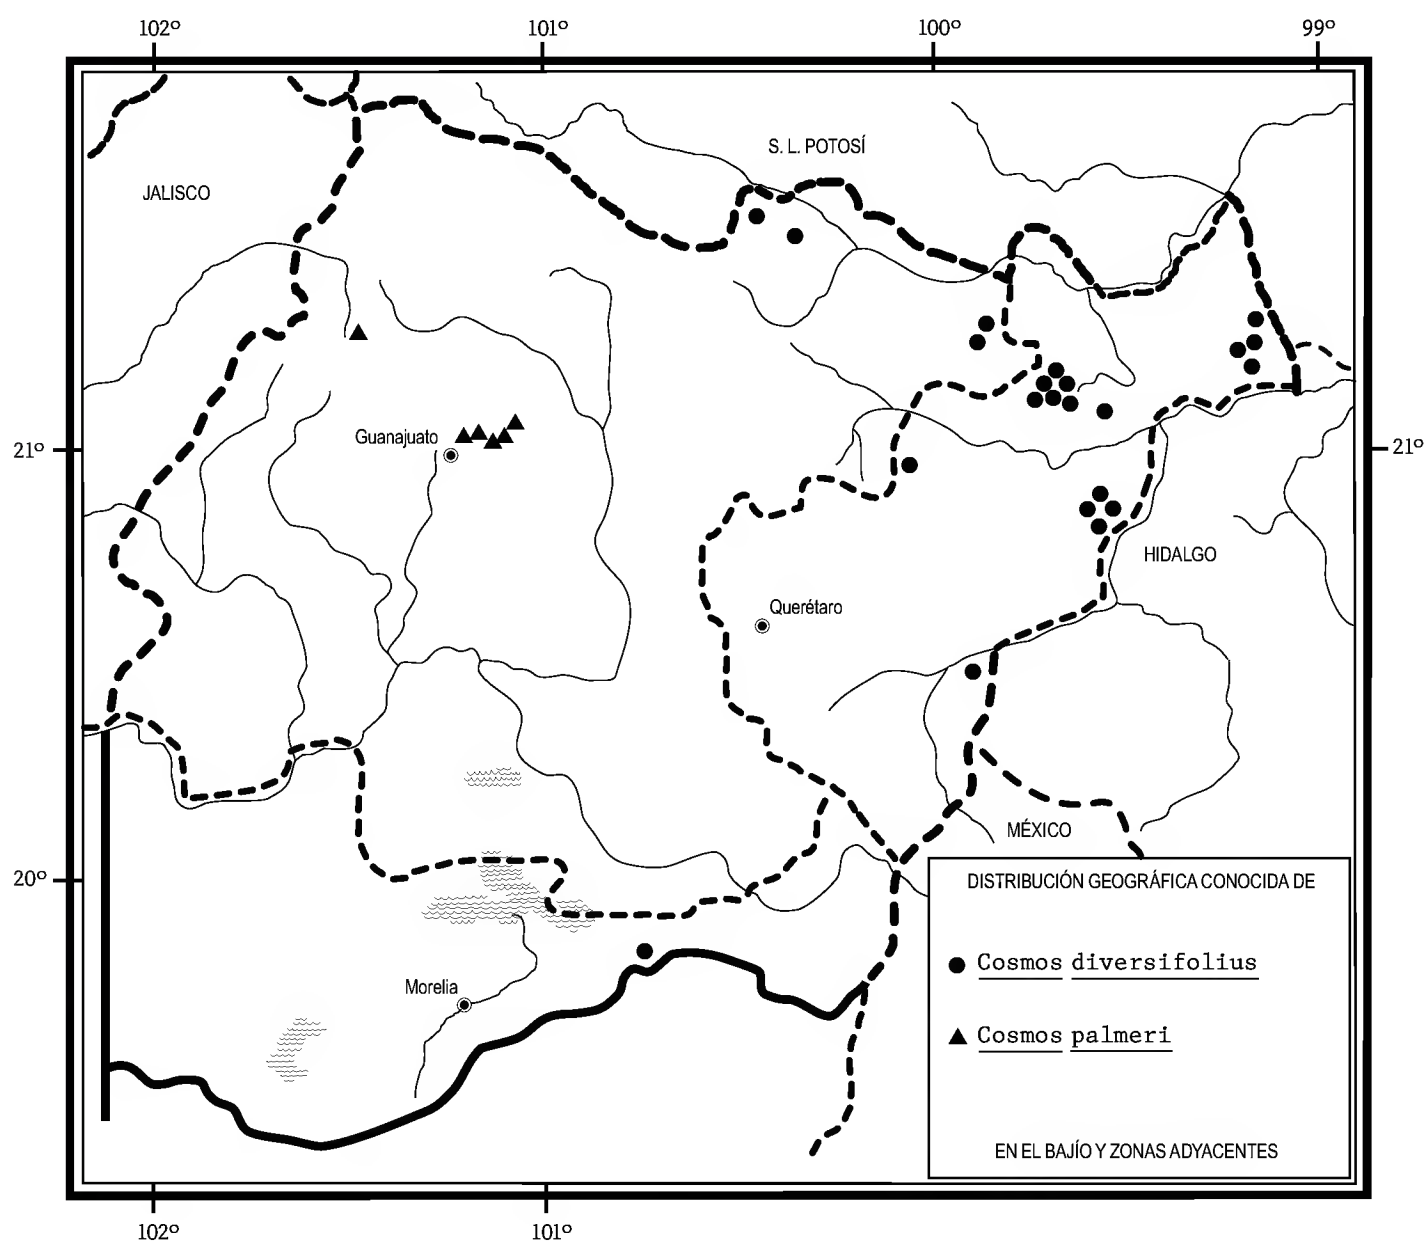 102º 101º 100º 99º
S. L. POTOSÍ
JALISCO
Guanajuato
21º 21º
HIDALGO
Querétaro
MÉXICO
20º
DISTRIBUCIÓN GEOGRÁFICA CONOCIDA DE
Cosmos diversifolius
Morelia
Cosmos palmeri
EN EL BAJÍO Y ZONAS ADYACENTES
102º 101º